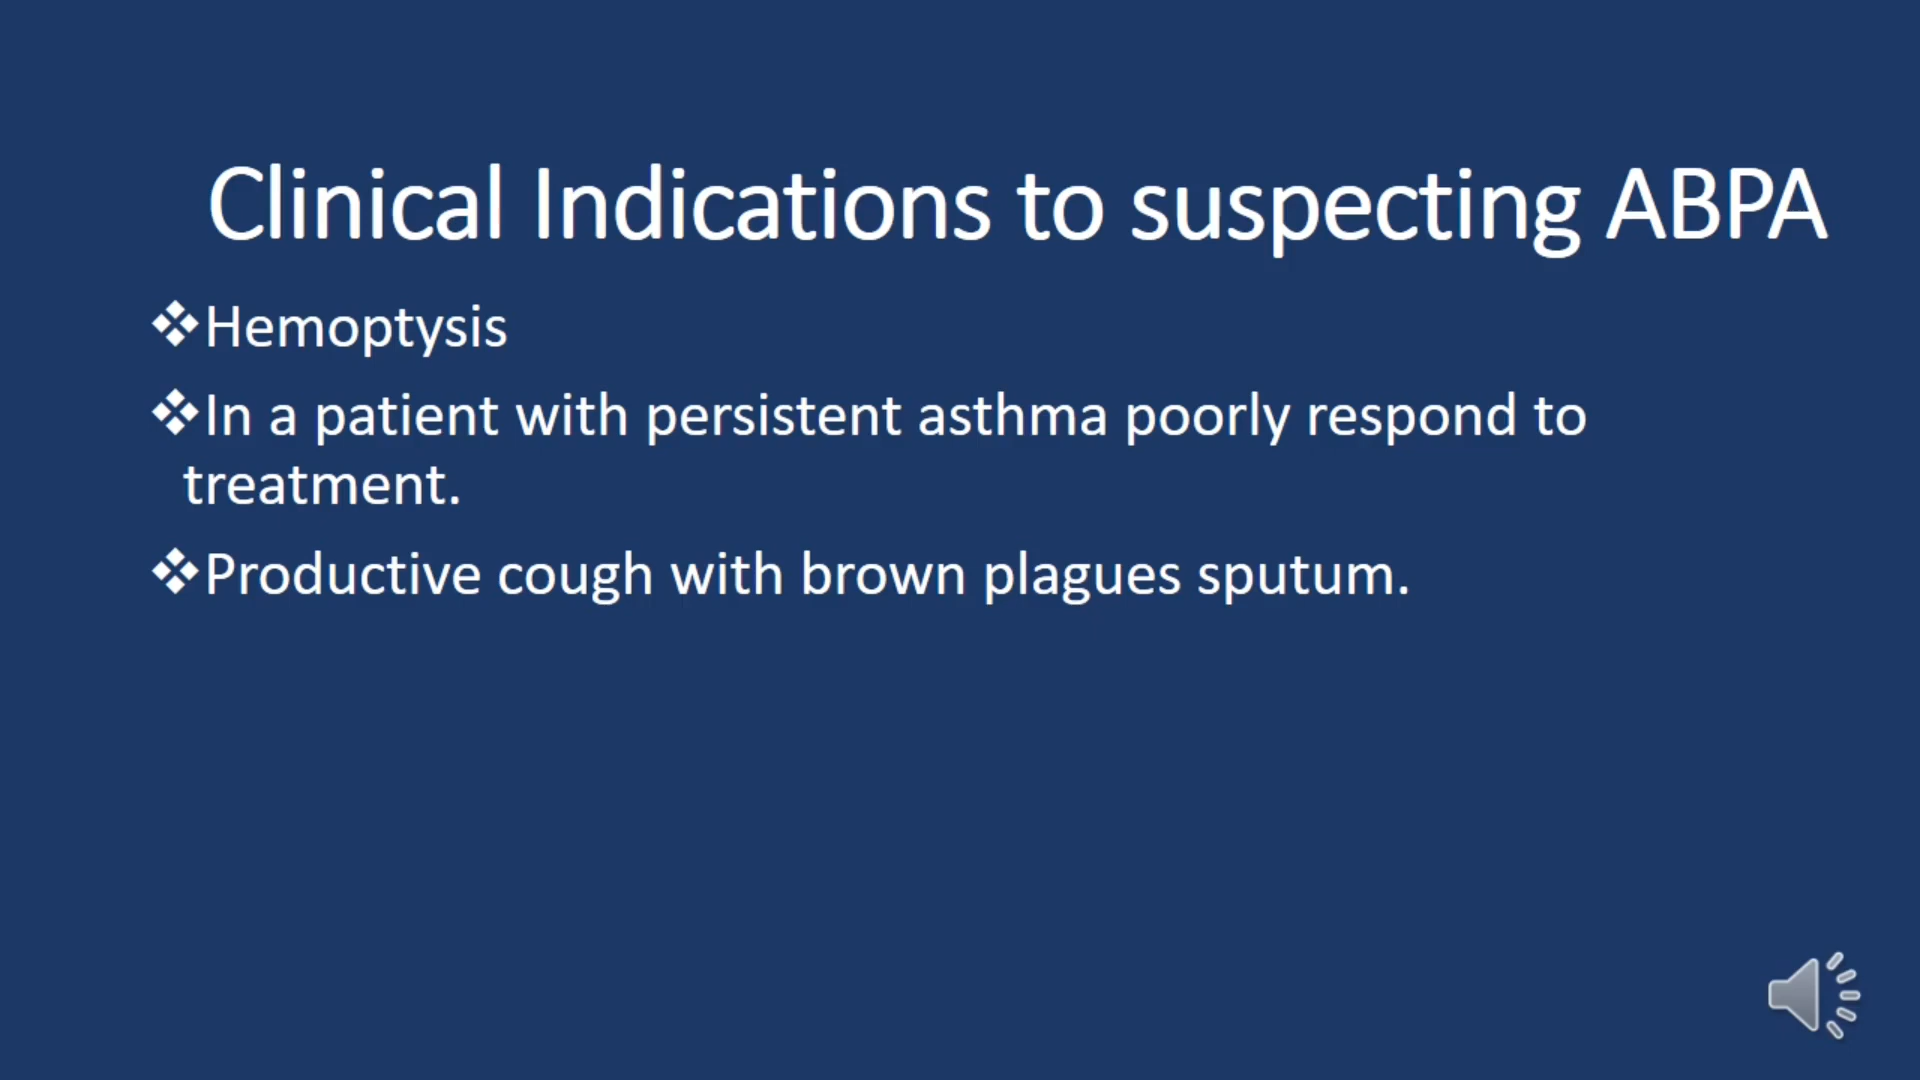 Clinical Indications to suspecting ABPA
❖Hemoptysis
❖In a patient with persistent asthma poorly respond to
treatment.
❖Productive cough with brown plagues sputum.